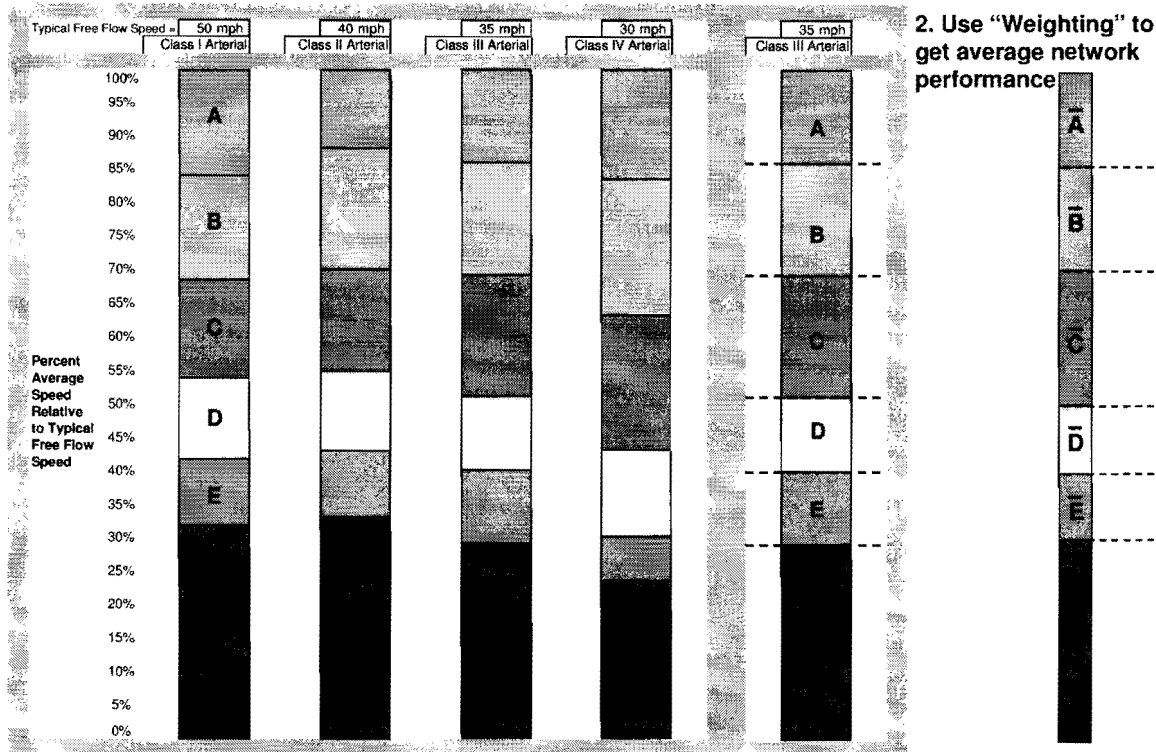 Typical Free Flow Speed = 50 mph 40 mph 35 mph 30 mph 35 mph
Class I Arterial Class II Arterial Class III Arterial Class IV Arterial Class III Arterial
2. Use “Weighting” to
get average network
performance
100%
95%
90%
85%
80%
75%
70%
65%
60%
55%
50%
45%
40%
35%
30%
25%
20%
15%
10%
5%
0%
Percent
Average
Speed
Relative
to Typical
Free Flow
Speed
A
B
C
D
E
A
B
C
D
E
A̅
B̅
C̅
D̅
E̅